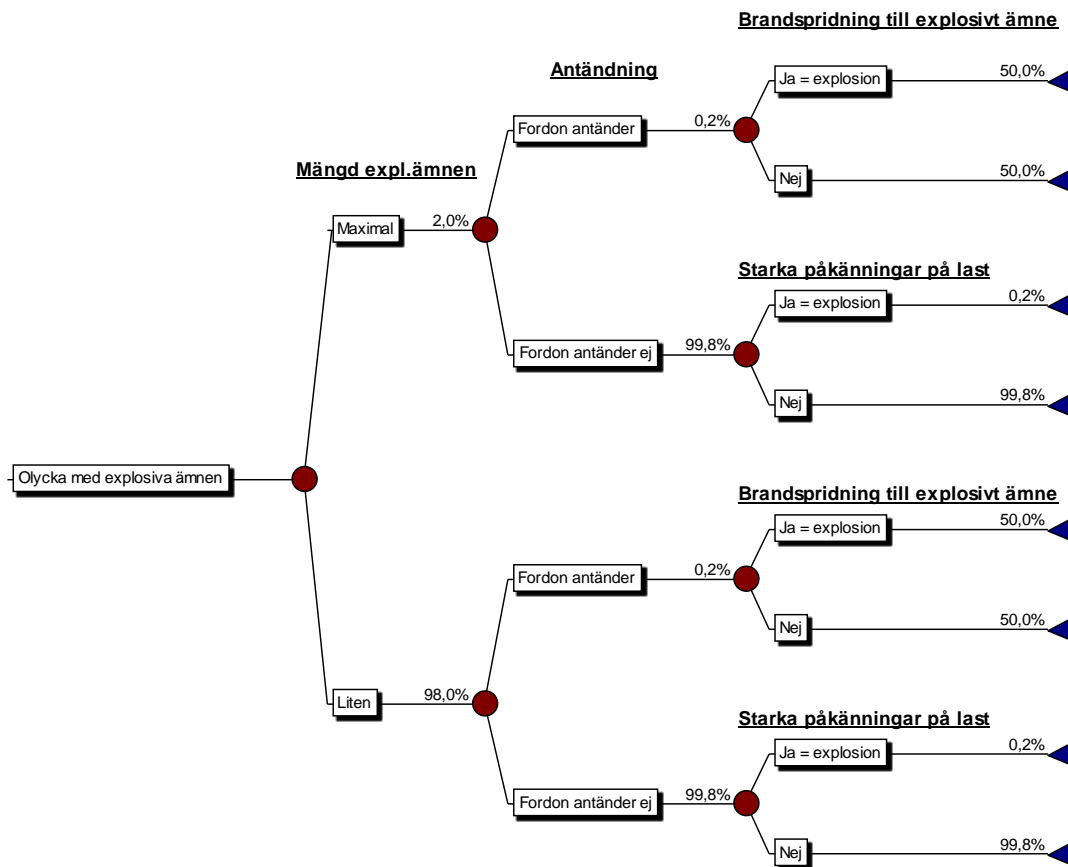 Brandspridning till explosivt ämne
Antändning
Ja = explosion 50,0%
Fordon antänder 0,2%
Mängd expl.ämnen
Nej 50,0%
Maximal 2,0%
Starka påkänningar på last
Ja = explosion 0,2%
Fordon antänder ej 99,8%
Nej 99,8%
Olycka med explosiva ämnen
Brandspridning till explosivt ämne
Ja = explosion 50,0%
Fordon antänder 0,2%
Nej 50,0%
Liten 98,0%
Starka påkänningar på last
Ja = explosion 0,2%
Fordon antänder ej 99,8%
Nej 99,8%